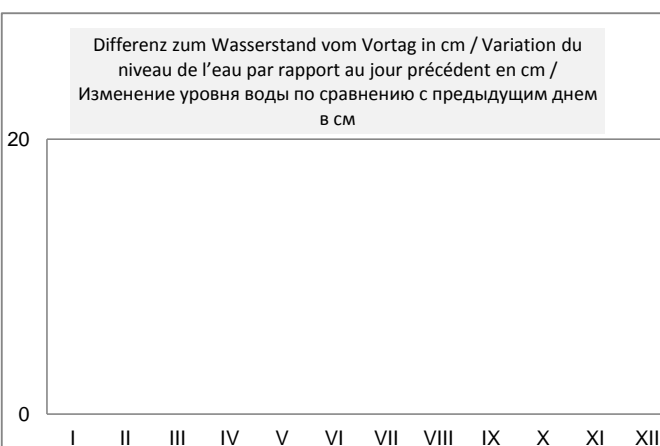 Differenz zum Wasserstand vom Vortag in cm / Variation du
niveau de l’eau par rapport au jour précédent en cm /
Изменение уровня воды по сравнению с предыдущим днем
в см
20
0
I II III IV V VI VII VIII IX X XI XII